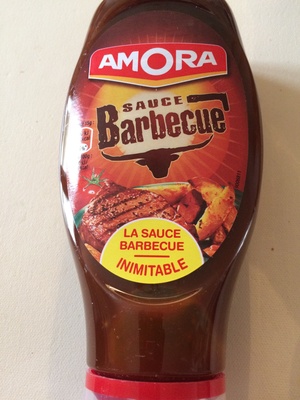 AMORA
SAUCE
Barbecue
LA SAUCE
BARBECUE
INIMITABLE